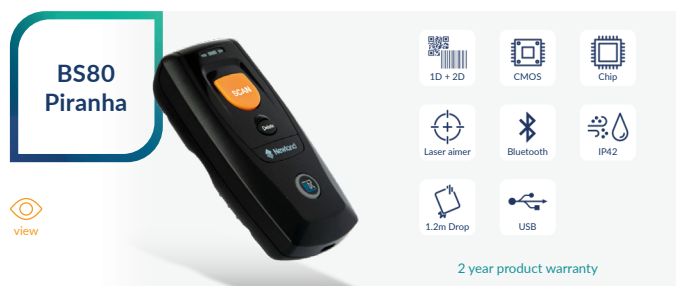 BS80
Piranha
view
SCAN
Delete
Newland
1D + 2D
CMOS
Chip
Laser aimer
Bluetooth
IP42
1.2m Drop
USB
2 year product warranty